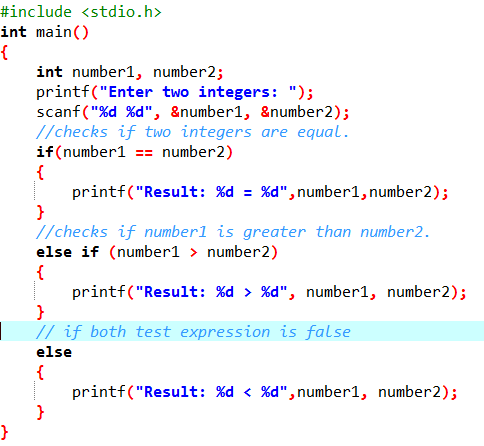 #include <stdio.h>
int main()
{
    int number1, number2;
    printf("Enter two integers: ");
    scanf("%d %d", &number1, &number2);
    //checks if two integers are equal.
    if(number1 == number2)
    {
        printf("Result: %d = %d",number1,number2);
    }
    //checks if number1 is greater than number2.
    else if (number1 > number2)
    {
        printf("Result: %d > %d", number1, number2);
    }
    // if both test expression is false
    else
    {
        printf("Result: %d < %d",number1, number2);
    }
}